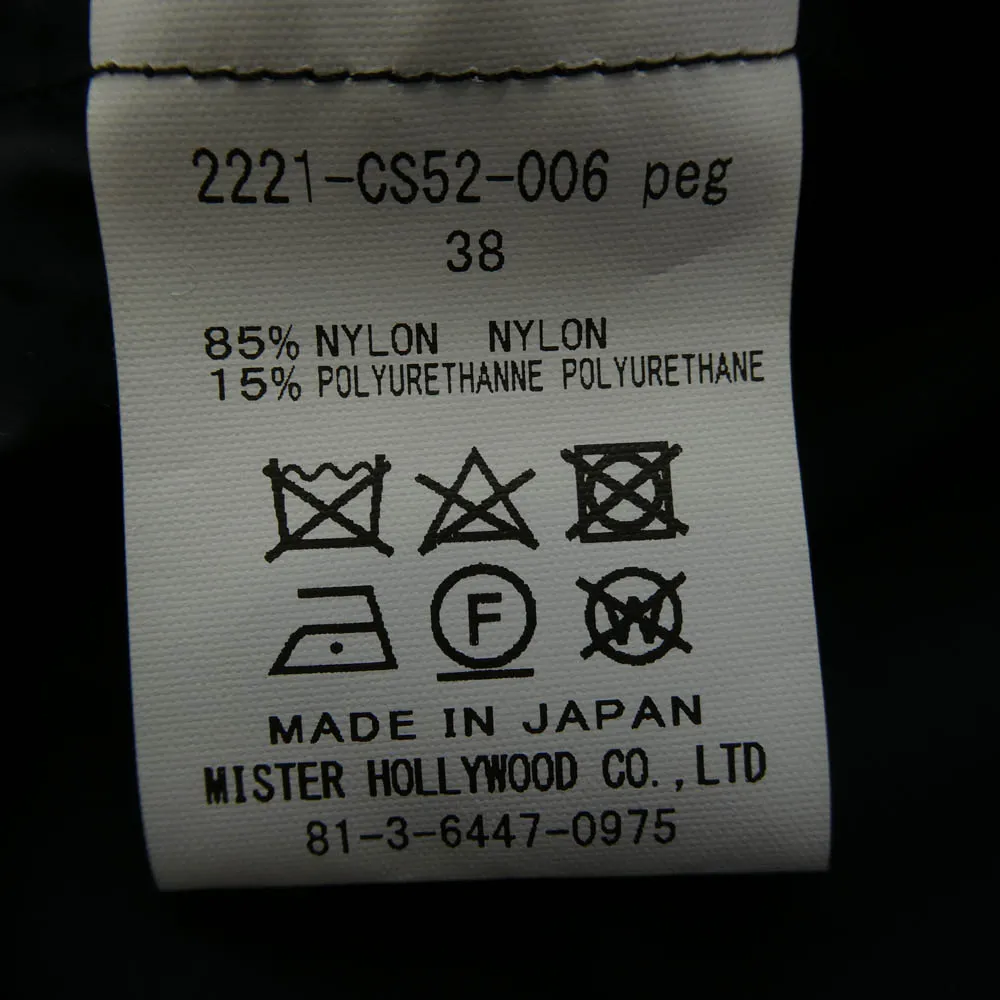 2221-CS52-006 peg
38
85% NYLON NYLON
15% POLYURETHANNE POLYURETHANE
F
W
MADE IN JAPAN
MISTER HOLLYWOOD CO.,LTD
81-3-6447-0975